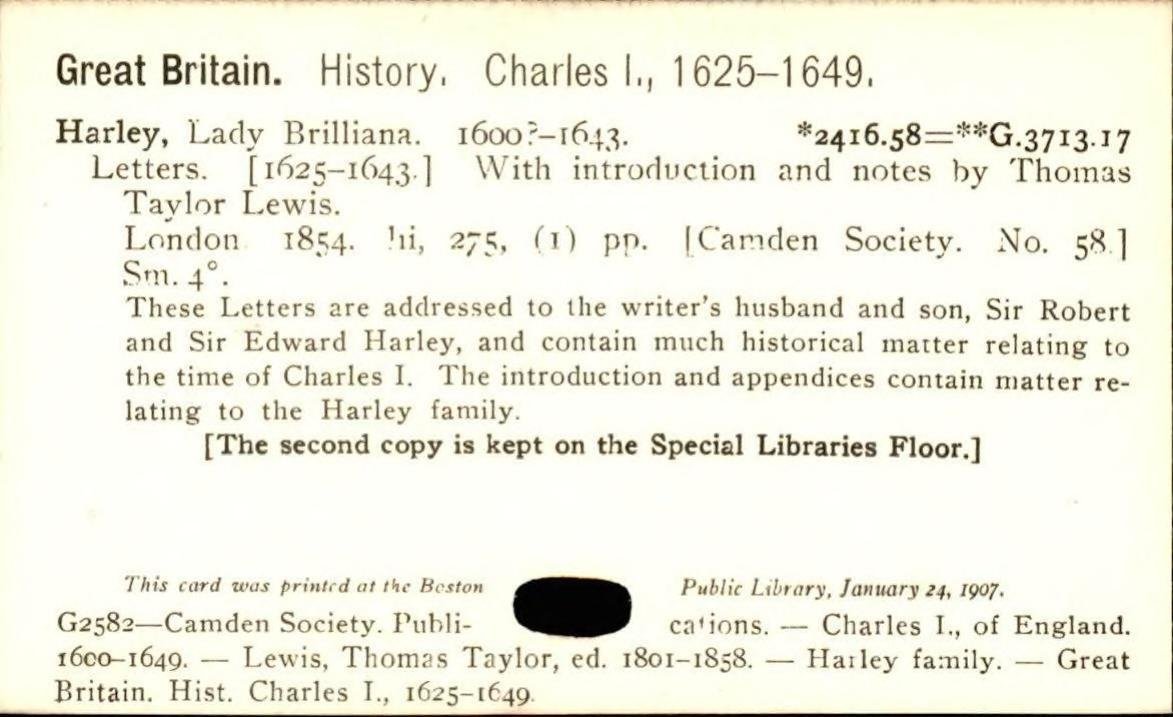 Great Britain. History. Charles I., 1625–1649.
Harley, Lady Brilliana. 1600?–1643. *2416.58=**G.3713.17
Letters. [1625–1643.] With introduction and notes by Thomas
Taylor Lewis.
London 1854. lii, 275, (1) pp. [Camden Society. No. 58.]
Sm. 4°.
These Letters are addressed to the writer's husband and son, Sir Robert
and Sir Edward Harley, and contain much historical matter relating to
the time of Charles I. The introduction and appendices contain matter re-
lating to the Harley family.
[The second copy is kept on the Special Libraries Floor.]
This card was printed at the Boston Public Library, January 24, 1907.
G2582—Camden Society. Publi- cations. — Charles I., of England.
1600–1649. — Lewis, Thomas Taylor, ed. 1801–1858. — Harley family. — Great
Britain. Hist. Charles I., 1625–1649.